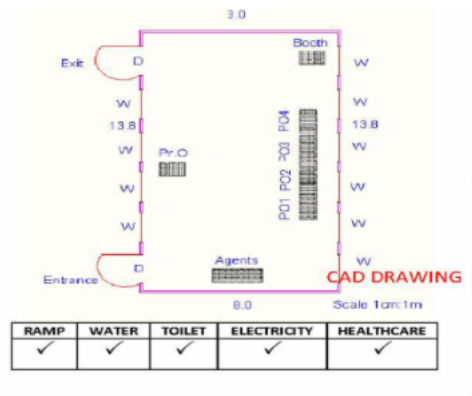 8.0
Booth
Exit
D
W
W
W
13.8
13.8
PO4
W
W
Pr.O
PO3
W
W
PO2
W
PO1
W
Agents
W
D
CAD DRAWING
Entrance
8.0
Scale 1cm:1m
RAMP WATER TOILET ELECTRICITY HEALTHCARE
✓ ✓ ✓ ✓ ✓